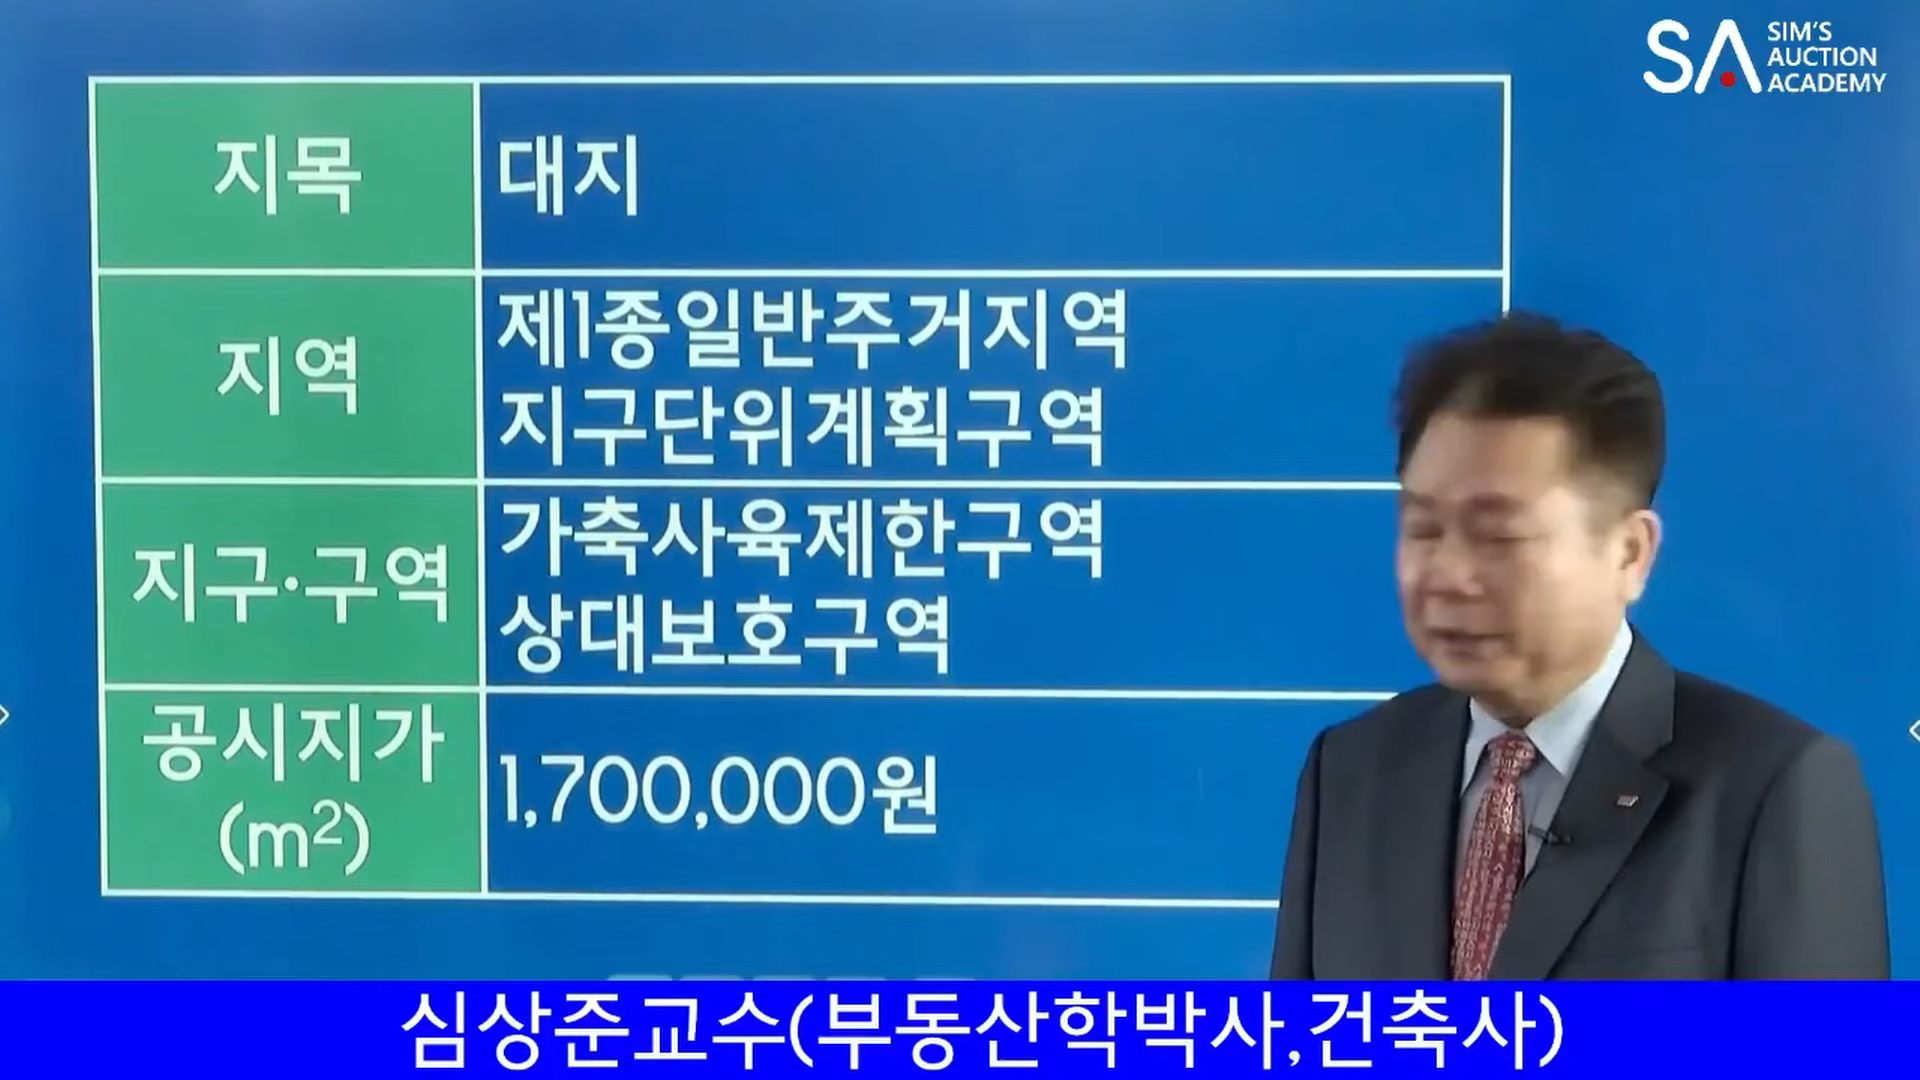 SA SIM'S
AUCTION
ACADEMY
지목 대지
지역 제1종일반주거지역
지구단위계획구역
지구·구역 가축사육제한구역
상대보호구역
공시지가
(m²) 1,700,000원
심상준교수(부동산학박사,건축사)